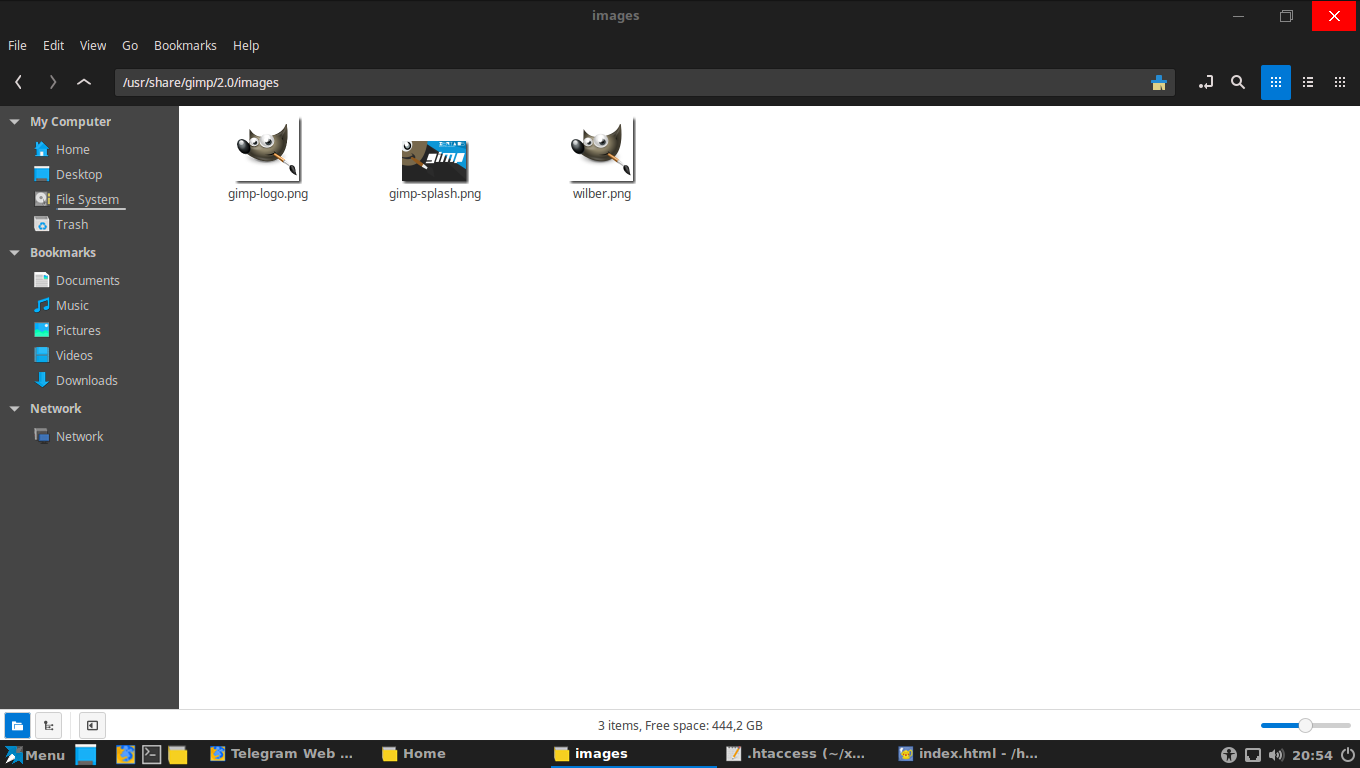 images
File Edit View Go Bookmarks Help
/usr/share/gimp/2.0/images
My Computer
Home
Desktop
File System
Trash
Bookmarks
Documents
Music
Pictures
Videos
Downloads
Network
Network
gimp
gimp-logo.png gimp-splash.png wilber.png
3 items, Free space: 444,2 GB
Menu Telegram Web ... Home images .htaccess (~/x... index.html - /h... 20:54